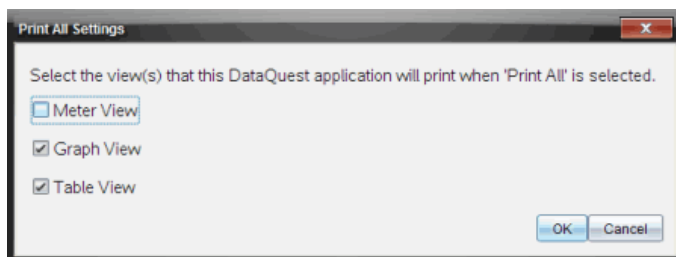 Print All Settings
Select the view(s) that this DataQuest application will print when 'Print All' is selected.
Meter View
Graph View
Table View
OK Cancel